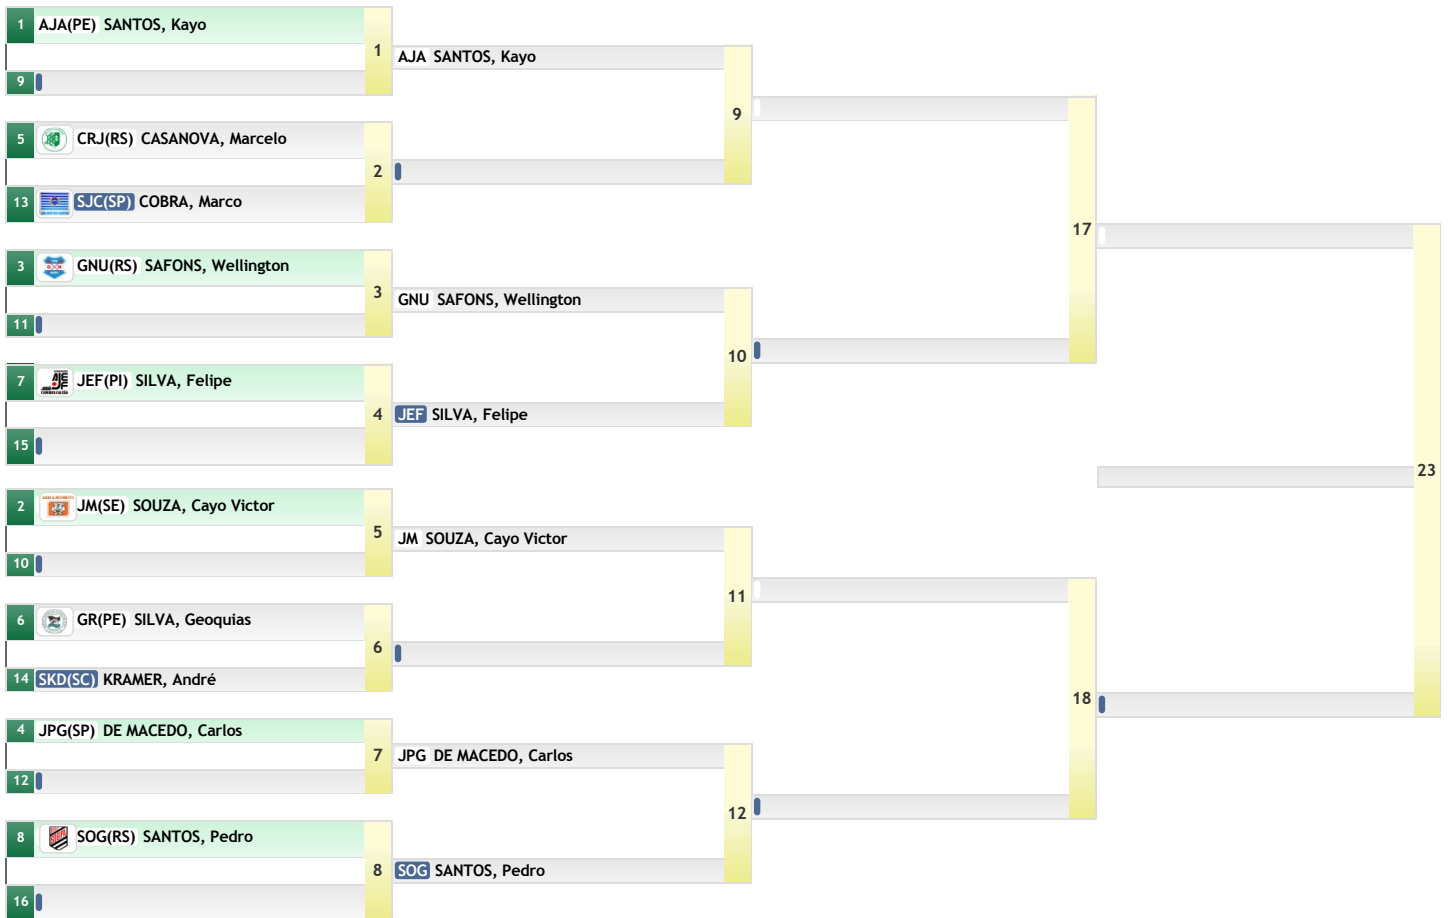 1 AJA(PE) SANTOS, Kayo
1
9
AJA SANTOS, Kayo
9
5 CRJ(RS) CASANOVA, Marcelo
2
13 SJC(SP) COBRA, Marco
17
3 GNU(RS) SAFONS, Wellington
3
11
GNU SAFONS, Wellington
10
7 JEF(PI) SILVA, Felipe
4
15
JEF SILVA, Felipe
23
2 JM(SE) SOUZA, Cayo Victor
5
10
JM SOUZA, Cayo Victor
11
6 GR(PE) SILVA, Geoquias
6
14 SKD(SC) KRAMER, André
18
4 JPG(SP) DE MACEDO, Carlos
7
12
JPG DE MACEDO, Carlos
12
8 SOG(RS) SANTOS, Pedro
8
16
SOG SANTOS, Pedro